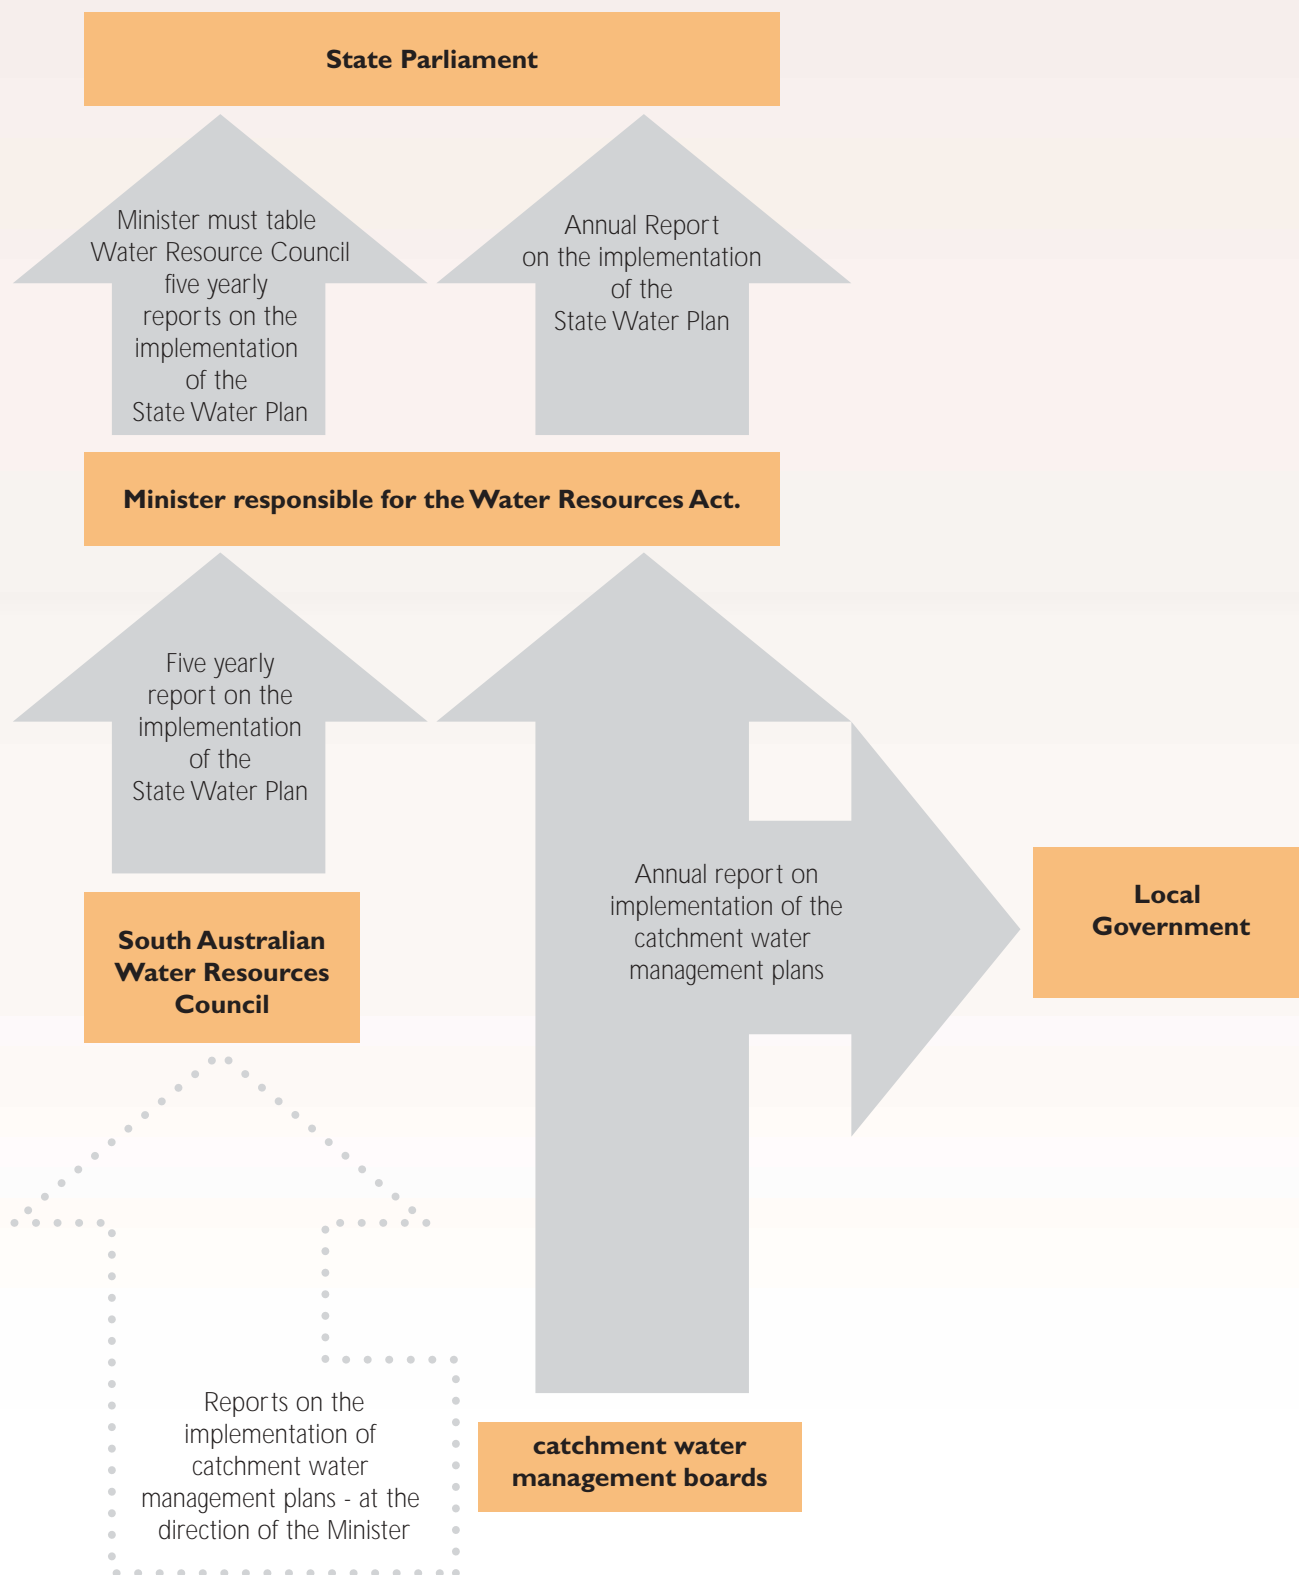 State Parliament
Minister must table
Water Resource Council
five yearly
reports on the
implementation
of the
State Water Plan
Annual Report
on the implementation
of the
State Water Plan
Minister responsible for the Water Resources Act.
Five yearly
report on the
implementation
of the
State Water Plan
Annual report on
implementation of the
catchment water
management plans
Local
Government
South Australian
Water Resources
Council
Reports on the
implementation of
catchment water
management plans - at the
direction of the Minister
catchment water
management boards